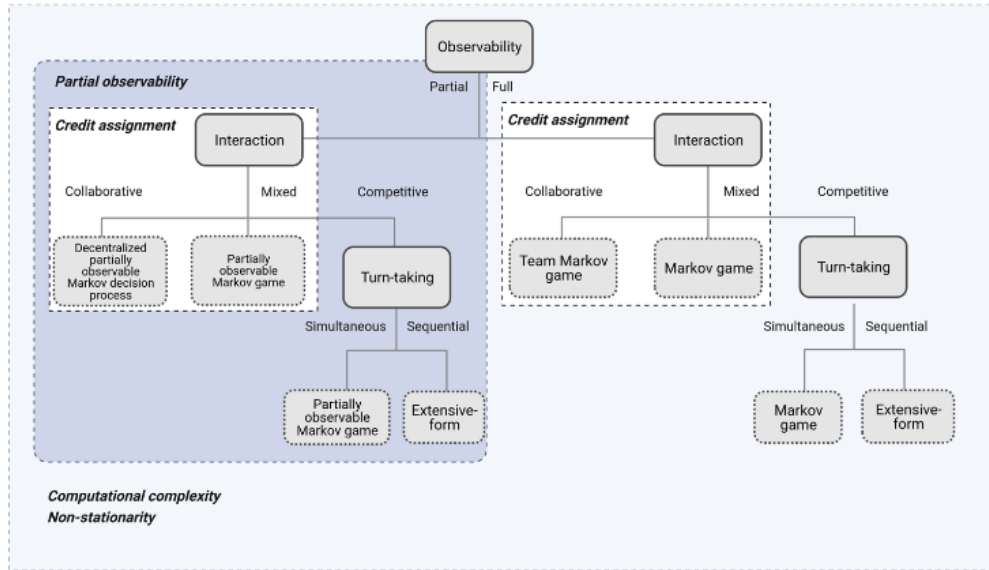 Observability
Partial Full
Partial observability
Credit assignment
Interaction
Collaborative Mixed Competitive
Decentralized
partially
observable
Markov decision
process
Partially
observable
Markov game
Turn-taking
Simultaneous Sequential
Partially
observable
Markov game
Extensive-
form
Credit assignment
Interaction
Collaborative Mixed Competitive
Team Markov
game
Markov game
Turn-taking
Simultaneous Sequential
Markov
game
Extensive-
form
Computational complexity
Non-stationarity